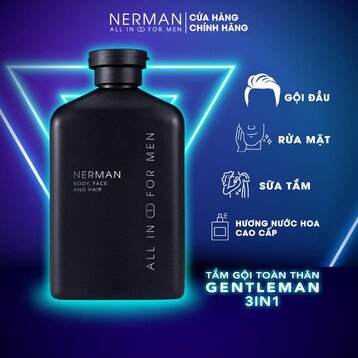 NERMAN
ALL IN FOR MEN
CỬA HÀNG
CHÍNH HÃNG
GỘI ĐẦU
RỬA MẶT
SỮA TẮM
HƯƠNG NƯỚC HOA
CAO CẤP
NERMAN
BODY, FACE
AND HAIR
ALL IN FOR MEN
TẮM GỘI TOÀN THÂN
GENTLEMAN
3IN1